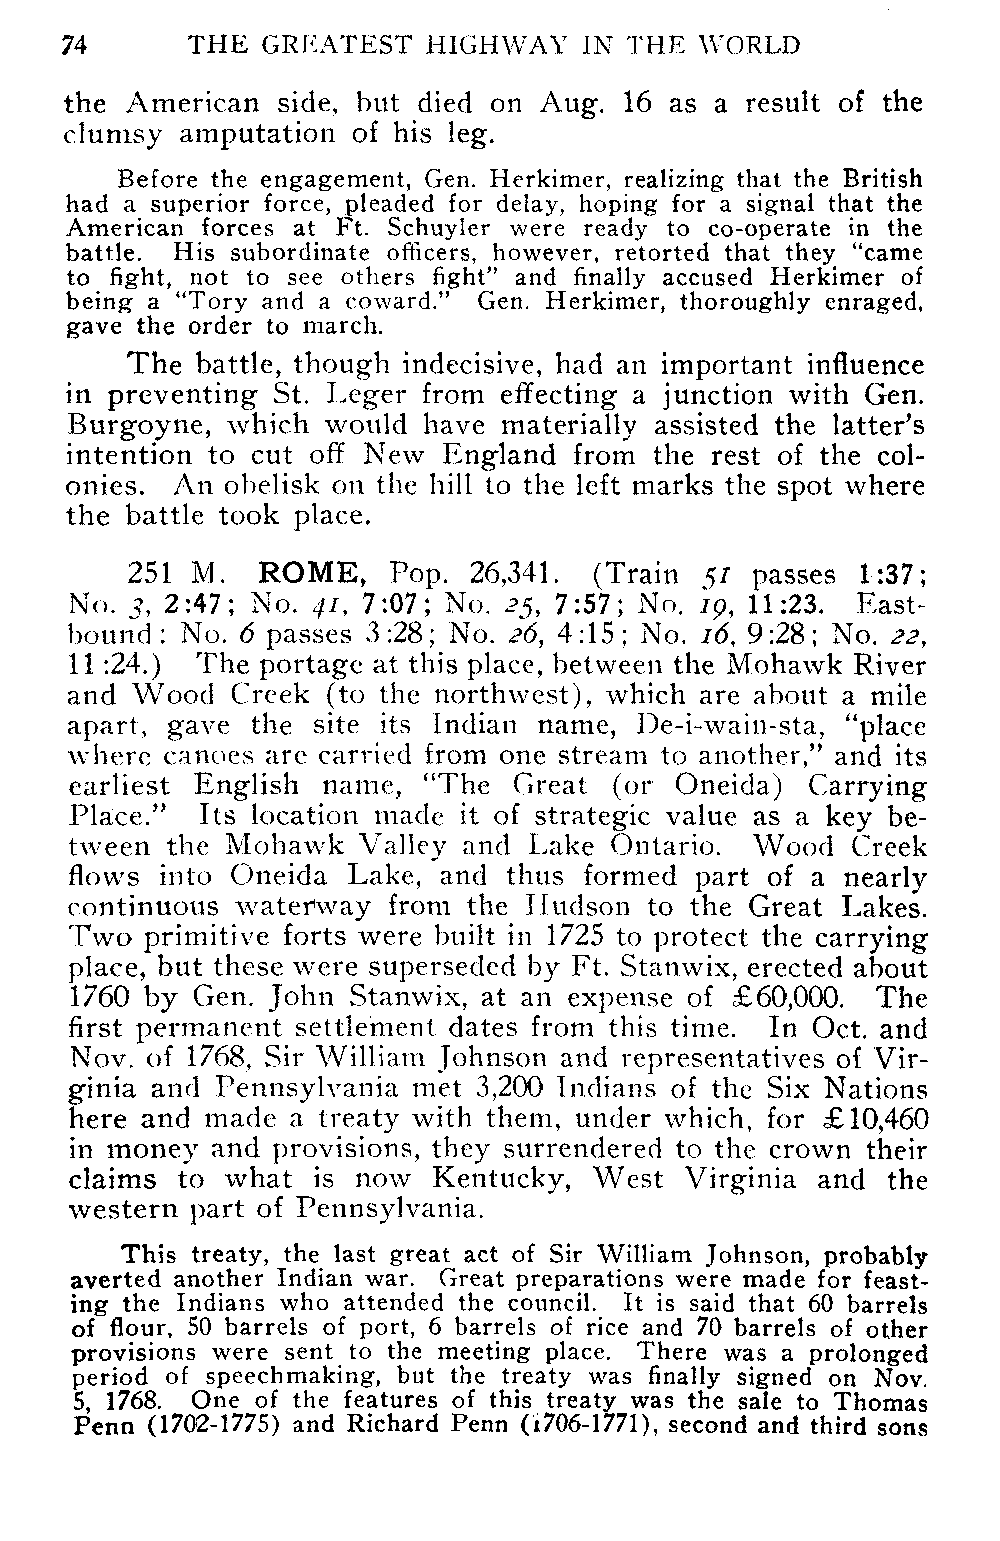 74 THE GREATEST HIGHWAY IN THE WORLD
the American side, but died on Aug. 16 as a result of the
clumsy amputation of his leg.
Before the engagement, Gen. Herkimer, realizing that the British
had a superior force, pleaded for delay, hoping for a signal that the
American forces at Ft. Schuyler were ready to co-operate in the
battle. His subordinate officers, however, retorted that they “came
to fight, not to see others fight” and finally accused Herkimer of
being a “Tory and a coward.” Gen. Herkimer, thoroughly enraged,
gave the order to march.
The battle, though indecisive, had an important influence
in preventing St. Leger from effecting a junction with Gen.
Burgoyne, which would have materially assisted the latter’s
intention to cut off New England from the rest of the col-
onies. An obelisk on the hill to the left marks the spot where
the battle took place.
251 M. ROME, Pop. 26,341. (Train 51 passes 1:37;
No. 3, 2:47; No. 41, 7:07; No. 25, 7:57; No. 19, 11:23. East-
bound: No. 6 passes 3:28; No. 26, 4:15; No. 16, 9:28; No. 22,
11:24.) The portage at this place, between the Mohawk River
and Wood Creek (to the northwest), which are about a mile
apart, gave the site its Indian name, De-i-wain-sta, “place
where canoes are carried from one stream to another,” and its
earliest English name, “The Great (or Oneida) Carrying
Place.” Its location made it of strategic value as a key be-
tween the Mohawk Valley and Lake Ontario. Wood Creek
flows into Oneida Lake, and thus formed part of a nearly
continuous waterway from the Hudson to the Great Lakes.
Two primitive forts were built in 1725 to protect the carrying
place, but these were superseded by Ft. Stanwix, erected about
1760 by Gen. John Stanwix, at an expense of £60,000. The
first permanent settlement dates from this time. In Oct. and
Nov. of 1768, Sir William Johnson and representatives of Vir-
ginia and Pennsylvania met 3,200 Indians of the Six Nations
here and made a treaty with them, under which, for £10,460
in money and provisions, they surrendered to the crown their
claims to what is now Kentucky, West Virginia and the
western part of Pennsylvania.
This treaty, the last great act of Sir William Johnson, probably
averted another Indian war. Great preparations were made for feast-
ing the Indians who attended the council. It is said that 60 barrels
of flour, 50 barrels of port, 6 barrels of rice and 70 barrels of other
provisions were sent to the meeting place. There was a prolonged
period of speechmaking, but the treaty was finally signed on Nov.
5, 1768. One of the features of this treaty was the sale to Thomas
Penn (1702-1775) and Richard Penn (1706-1771), second and third sons